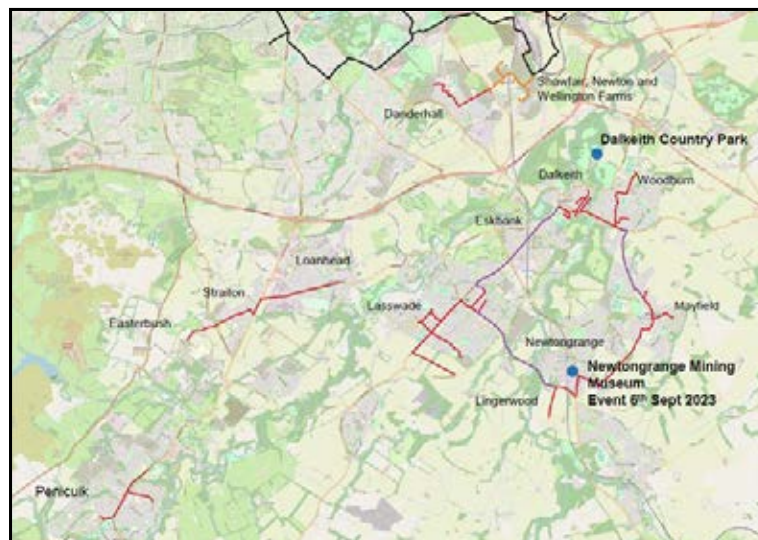 Shawfair, Newton and
Wellington Farms
Danderhall
Dalkeith Country Park
Dalkeith
Woodburn
Eskbank
Loanhead
Straiton
Lasswade
Mayfield
Easterbush
Newtongrange
Newtongrange Mining
Museum
Event 6th Sept 2023
Lingerwood
Penicuik